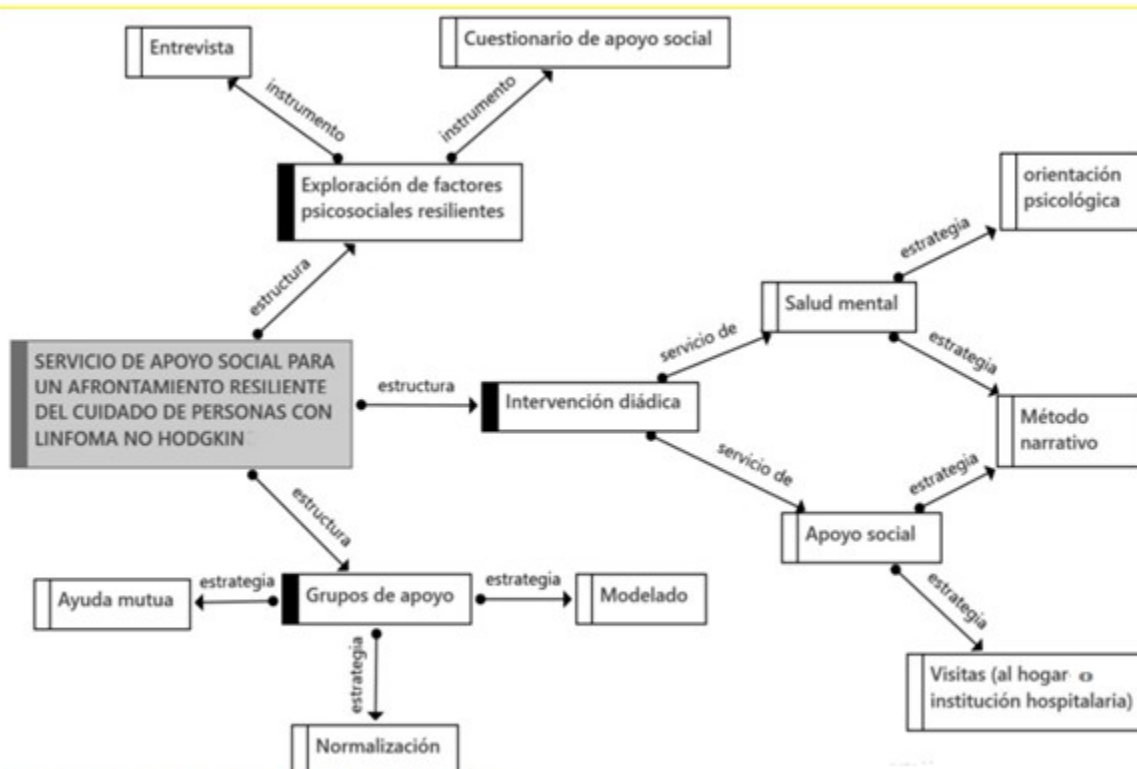 Entrevista
Cuestionario de apoyo social
instrumento
instrumento
Exploración de factores
psicosociales resilientes
orientación
psicológica
estructura
estrategia
Salud mental
servicio de
estrategia
SERVICIO DE APOYO SOCIAL PARA
UN AFRONTAMIENTO RESILIENTE
DEL CUIDADO DE PERSONAS CON
LINFOMA NO HODGKIN
estructura
Intervención diádica
Método
narrativo
servicio de
estrategia
Apoyo social
estructura
estrategia
Ayuda mutua
estrategia
Grupos de apoyo
estrategia
Modelado
estrategia
Visitas (al hogar o
institución hospitalaria)
Normalización